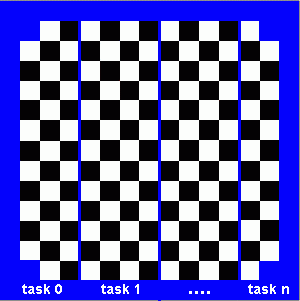 task 0 task 1 .... task n